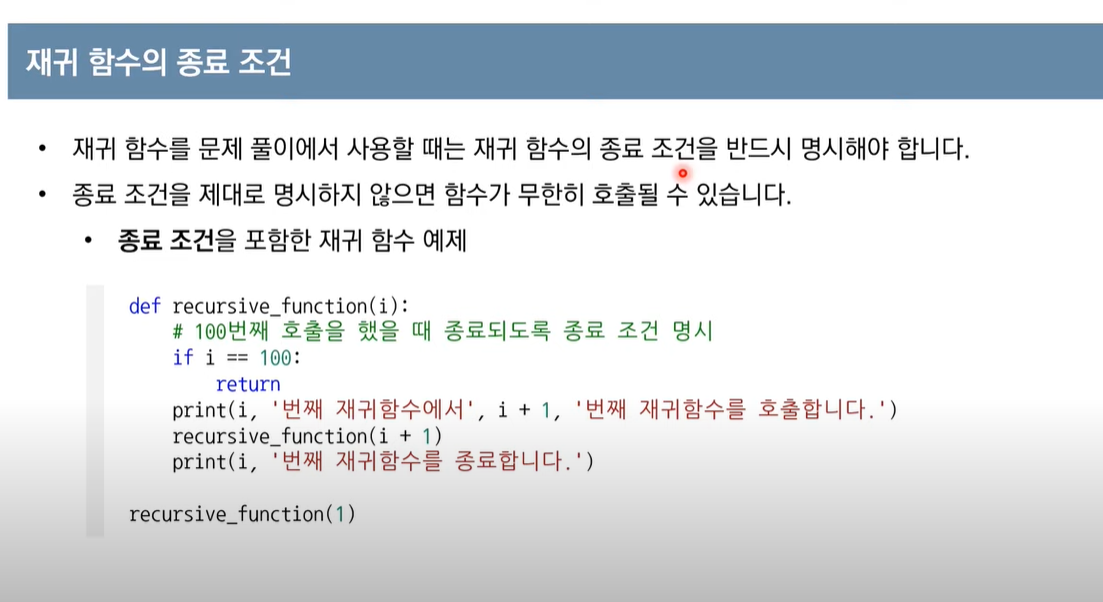 재귀 함수의 종료 조건
• 재귀 함수를 문제 풀이에서 사용할 때는 재귀 함수의 종료 조건을 반드시 명시해야 합니다.
• 종료 조건을 제대로 명시하지 않으면 함수가 무한히 호출될 수 있습니다.
• 종료 조건을 포함한 재귀 함수 예제
def recursive_function(i):
    # 100번째 호출을 했을 때 종료되도록 종료 조건 명시
    if i == 100:
        return
    print(i, '번째 재귀함수에서', i + 1, '번째 재귀함수를 호출합니다.')
    recursive_function(i + 1)
    print(i, '번째 재귀함수를 종료합니다.')
recursive_function(1)